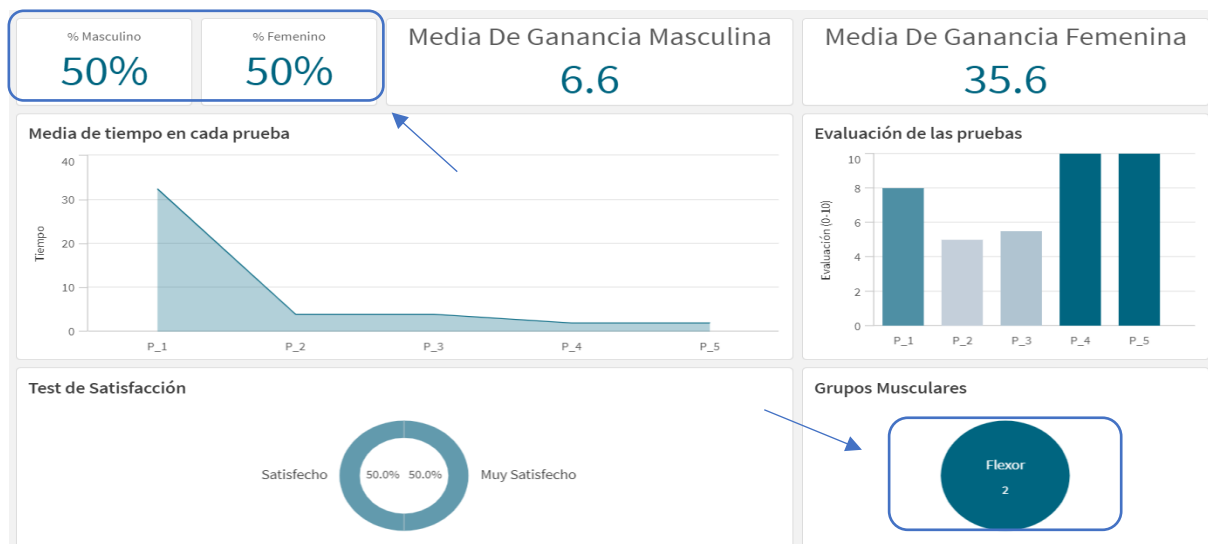 % Masculino
50%
% Femenino
50%
Media De Ganancia Masculina
6.6
Media De Ganancia Femenina
35.6
Media de tiempo en cada prueba
Tiempo
40
30
20
10
0
P_1
P_2
P_3
P_4
P_5
Evaluación de las pruebas
Evaluación (0-10)
10
8
6
4
2
0
P_1
P_2
P_3
P_4
P_5
Test de Satisfacción
Satisfecho
50.0%
50.0%
Muy Satisfecho
Grupos Musculares
Flexor
2